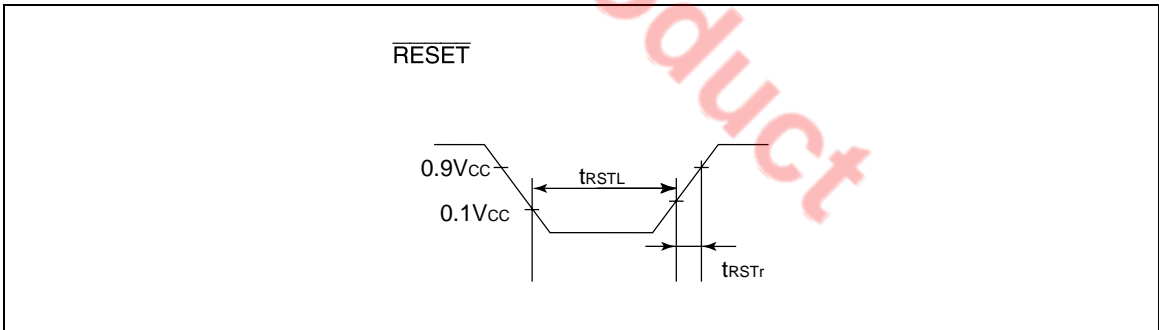 oduct
RESET
0.9VCC
tRSTL
0.1VCC
tRSTr